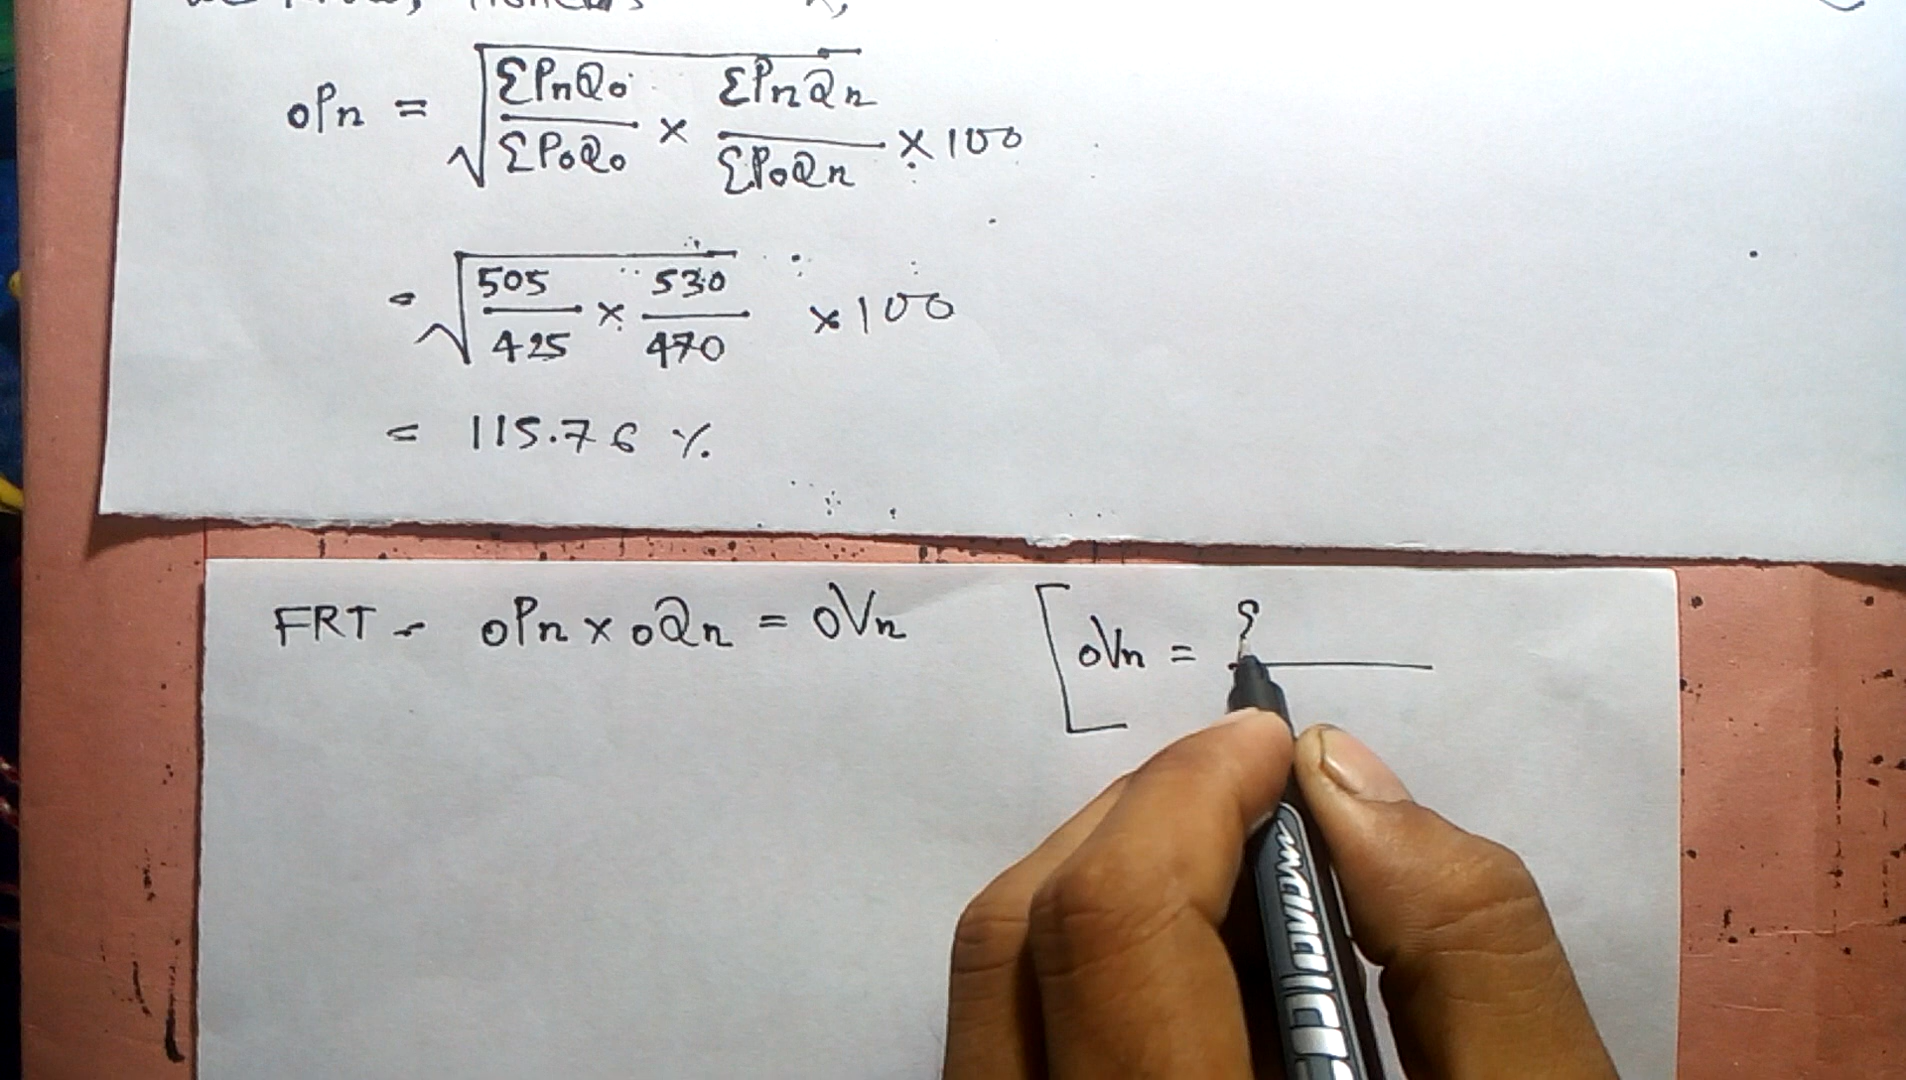 oPn = √ΣPnQo/ΣPoQo × ΣPnQn/ΣPoQn × 100
= √505/425 × 530/470 × 100
= 115.76 %
FRT - oPn × oQn = oVn [oVn =